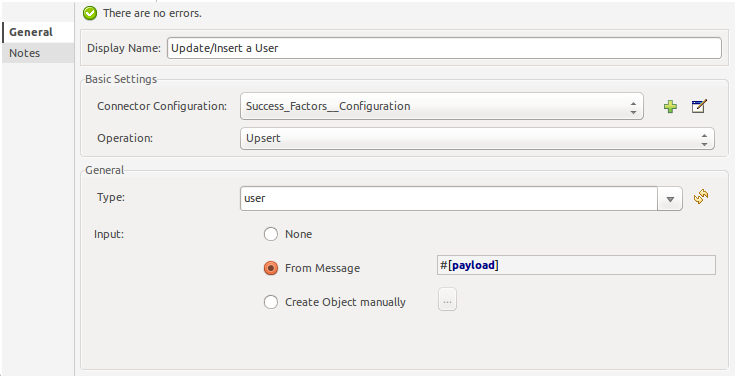 There are no errors.
General
Notes
Display Name: Update/Insert a User
Basic Settings
Connector Configuration: Success_Factors__Configuration
Operation: Upsert
General
Type: user
Input: None
From Message #[payload]
Create Object manually ...